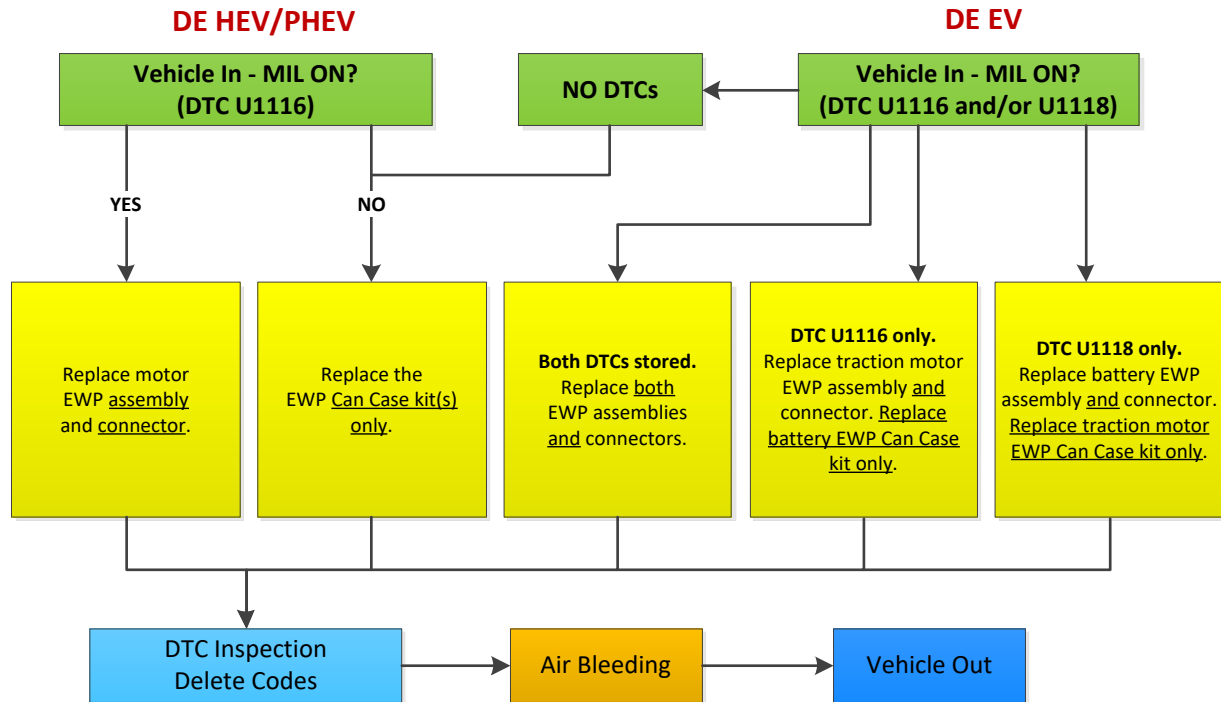 DE HEV/PHEV
DE EV
Vehicle In - MIL ON?
(DTC U1116)
NO DTCs
Vehicle In - MIL ON?
(DTC U1116 and/or U1118)
YES
NO
Replace motor
EWP assembly
and connector.
Replace the
EWP Can Case kit(s)
only.
Both DTCs stored.
Replace both
EWP assemblies
and connectors.
DTC U1116 only.
Replace traction motor
EWP assembly and
connector. Replace
battery EWP Can Case
kit only.
DTC U1118 only.
Replace battery EWP
assembly and connector.
Replace traction motor
EWP Can Case kit only.
DTC Inspection
Delete Codes
Air Bleeding
Vehicle Out